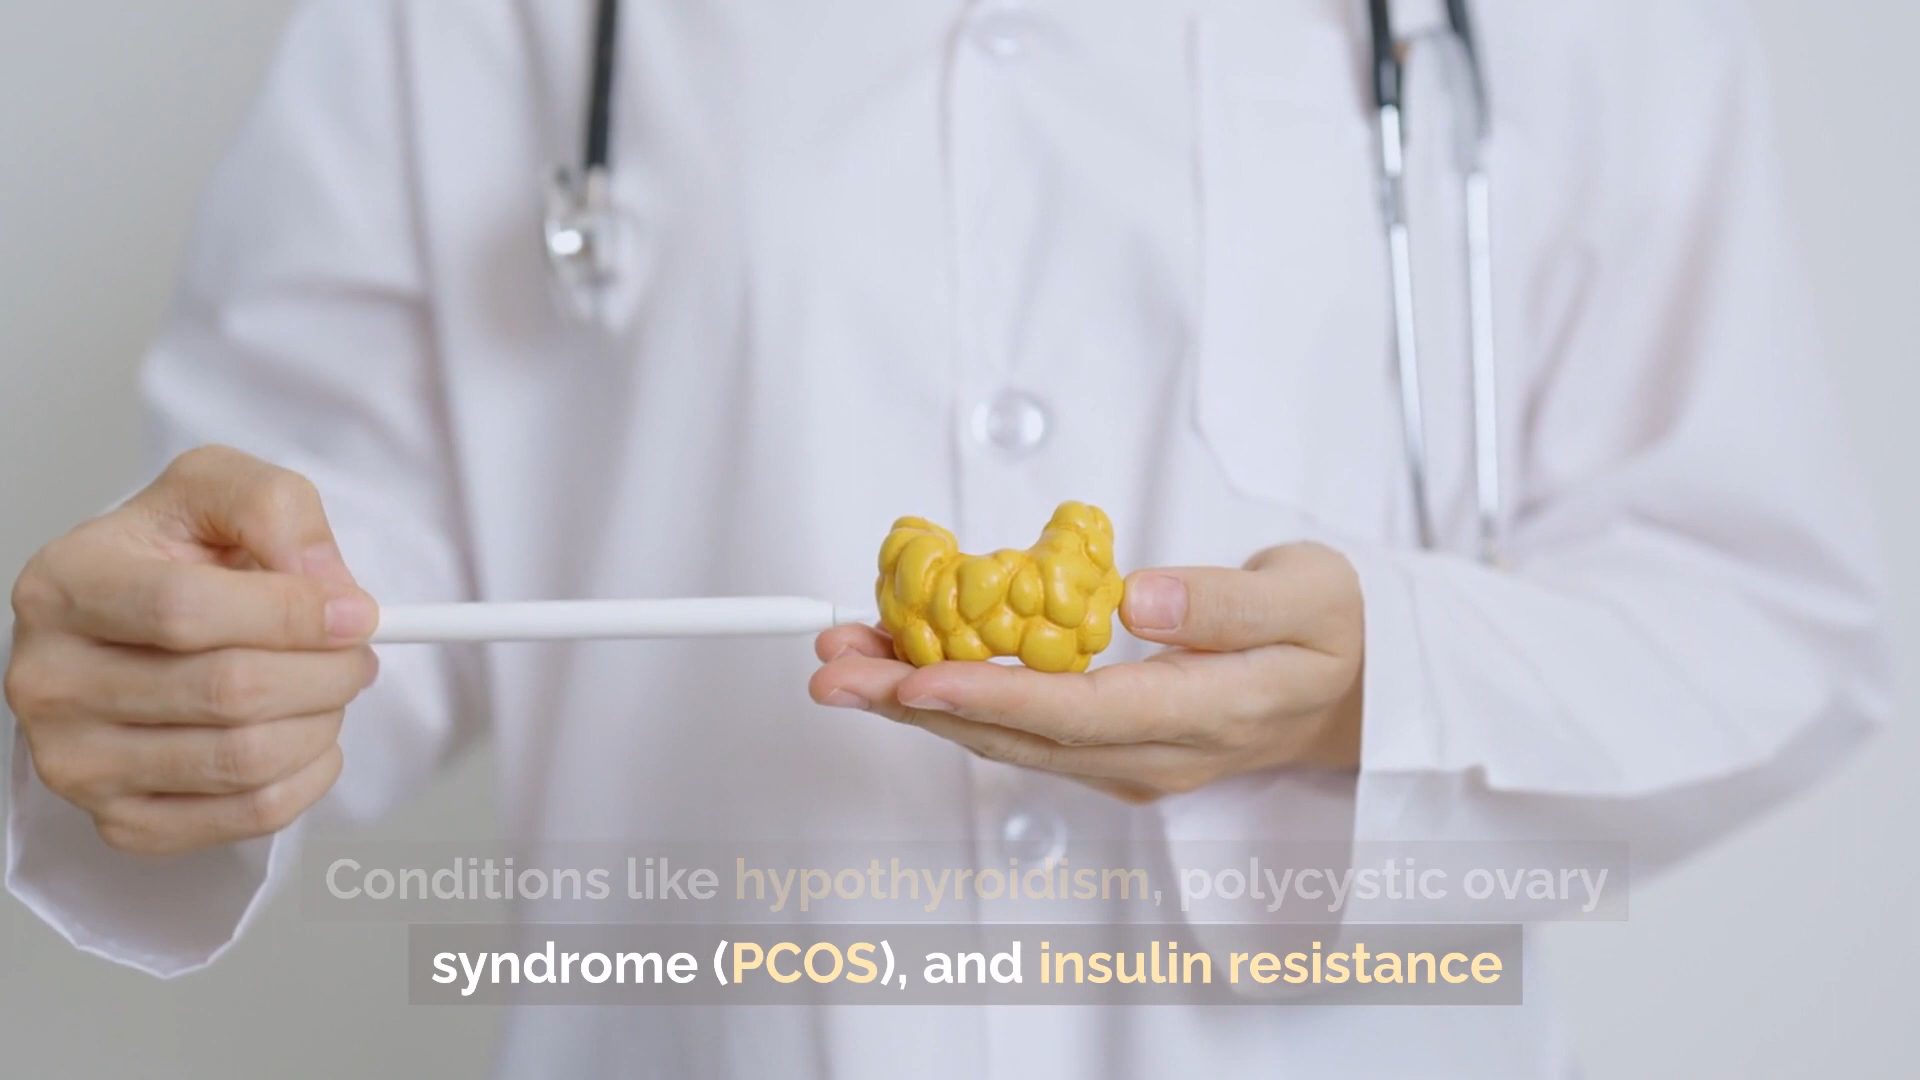 Conditions like hypothyroidism, polycystic ovary
syndrome (PCOS), and insulin resistance